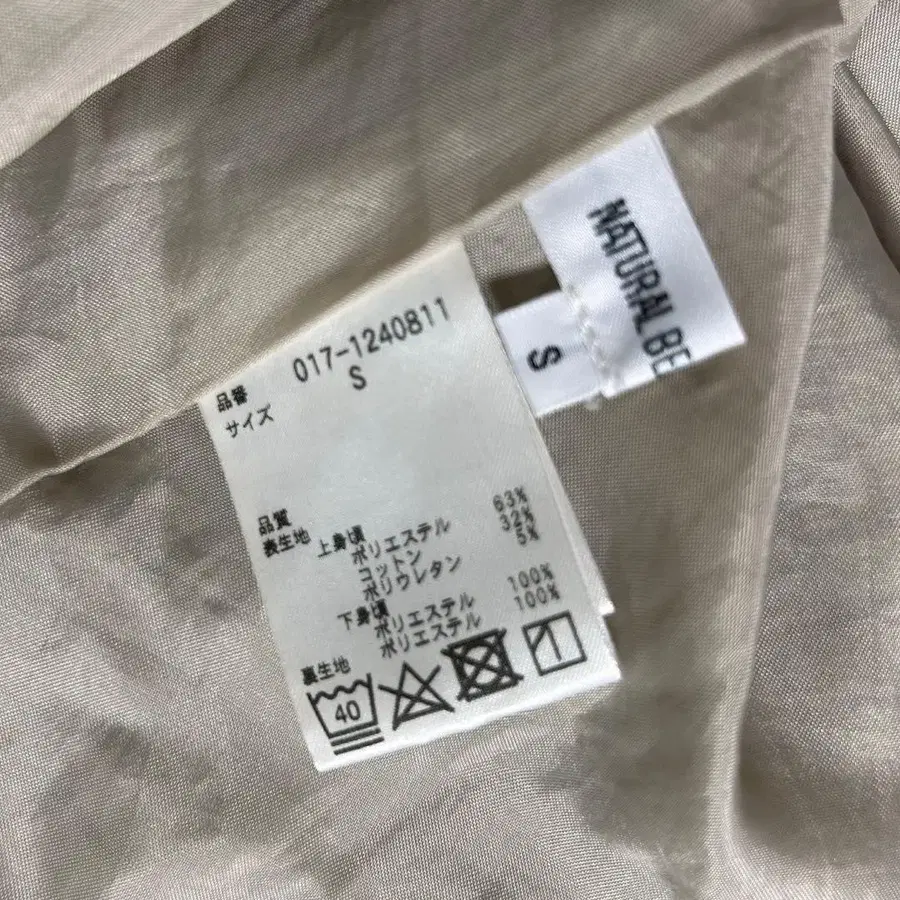 品番 017-1240811
サイズ S
品質
表生地 上身頃
ポリエステル 63%
コットン 32%
ポリウレタン 5%
下身頃
ポリエステル 100%
裏生地 ポリエステル 100%
40
NATURAL BE
S